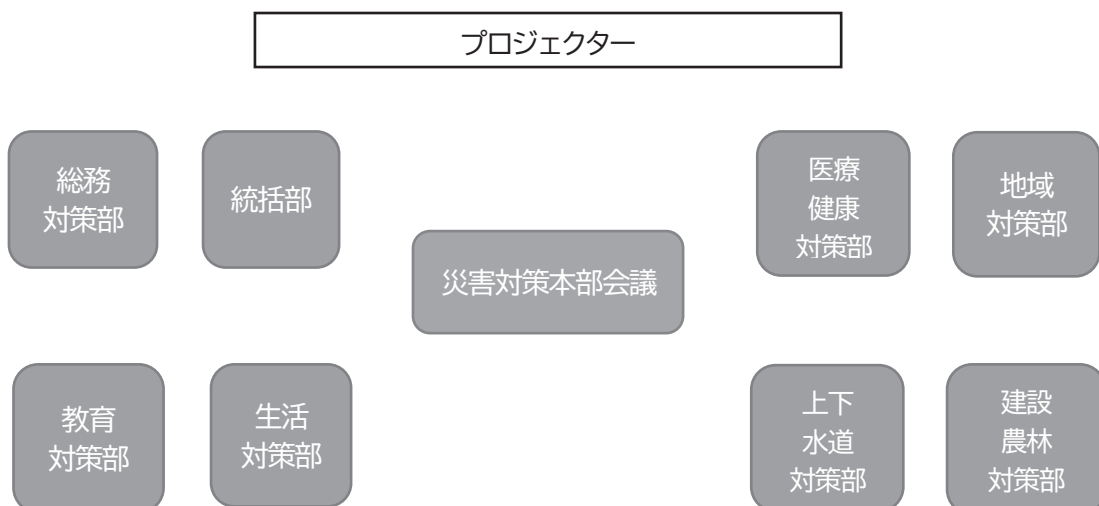 プロジェクター
総務
対策部
統括部
医療
健康
対策部
地域
対策部
災害対策本部会議
教育
対策部
生活
対策部
上下
水道
対策部
建設
農林
対策部